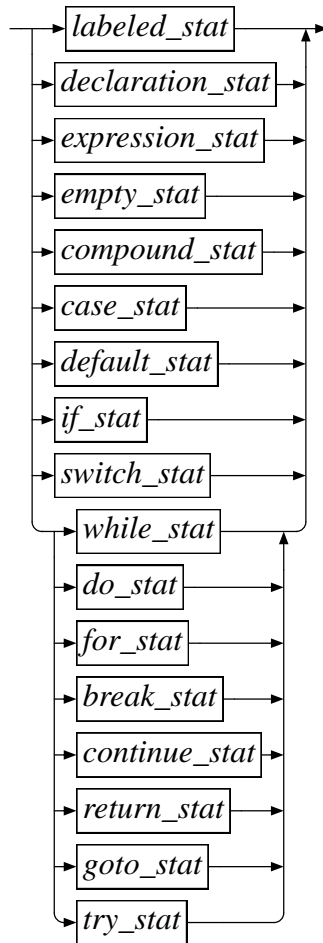 labeled_stat
declaration_stat
expression_stat
empty_stat
compound_stat
case_stat
default_stat
if_stat
switch_stat
while_stat
do_stat
for_stat
break_stat
continue_stat
return_stat
goto_stat
try_stat